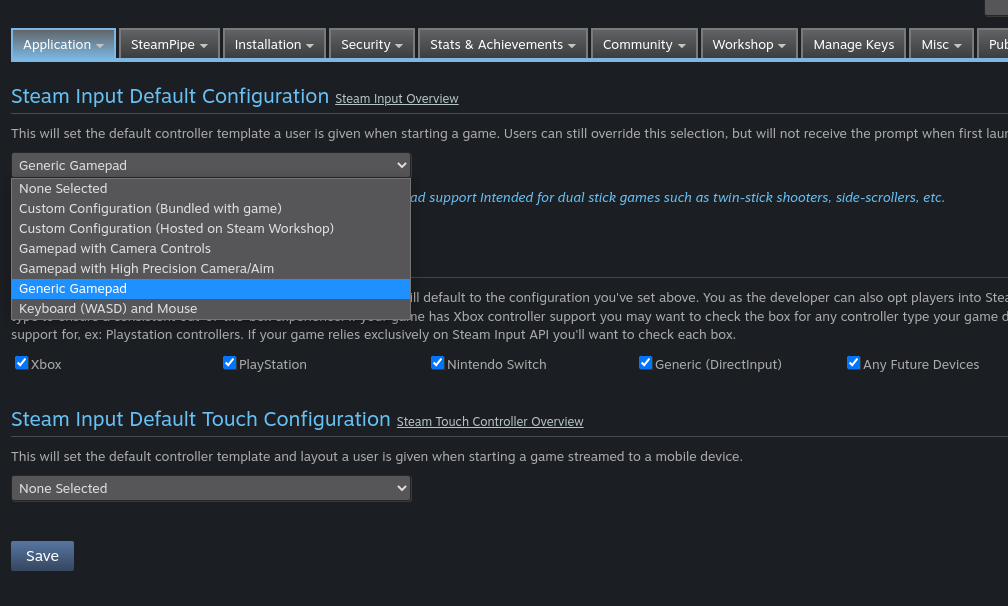 Application SteamPipe Installation Security Stats & Achievements Community Workshop Manage Keys Misc Pub
Steam Input Default Configuration Steam Input Overview
This will set the default controller template a user is given when starting a game. Users can still override this selection, but will not receive the prompt when first laun
Generic Gamepad
None Selected
Custom Configuration (Bundled with game)
ad support Intended for dual stick games such as twin-stick shooters, side-scrollers, etc.
Custom Configuration (Hosted on Steam Workshop)
Gamepad with Camera Controls
Gamepad with High Precision Camera/Aim
Generic Gamepad
Keyboard (WASD) and Mouse
ill default to the configuration you've set above. You as the developer can also opt players into Stea
game has Xbox controller support you may want to check the box for any controller type your game d
support for, ex: Playstation controllers. If your game relies exclusively on Steam Input API you'll want to check each box.
Xbox PlayStation Nintendo Switch Generic (DirectInput) Any Future Devices
Steam Input Default Touch Configuration Steam Touch Controller Overview
This will set the default controller template and layout a user is given when starting a game streamed to a mobile device.
None Selected
Save